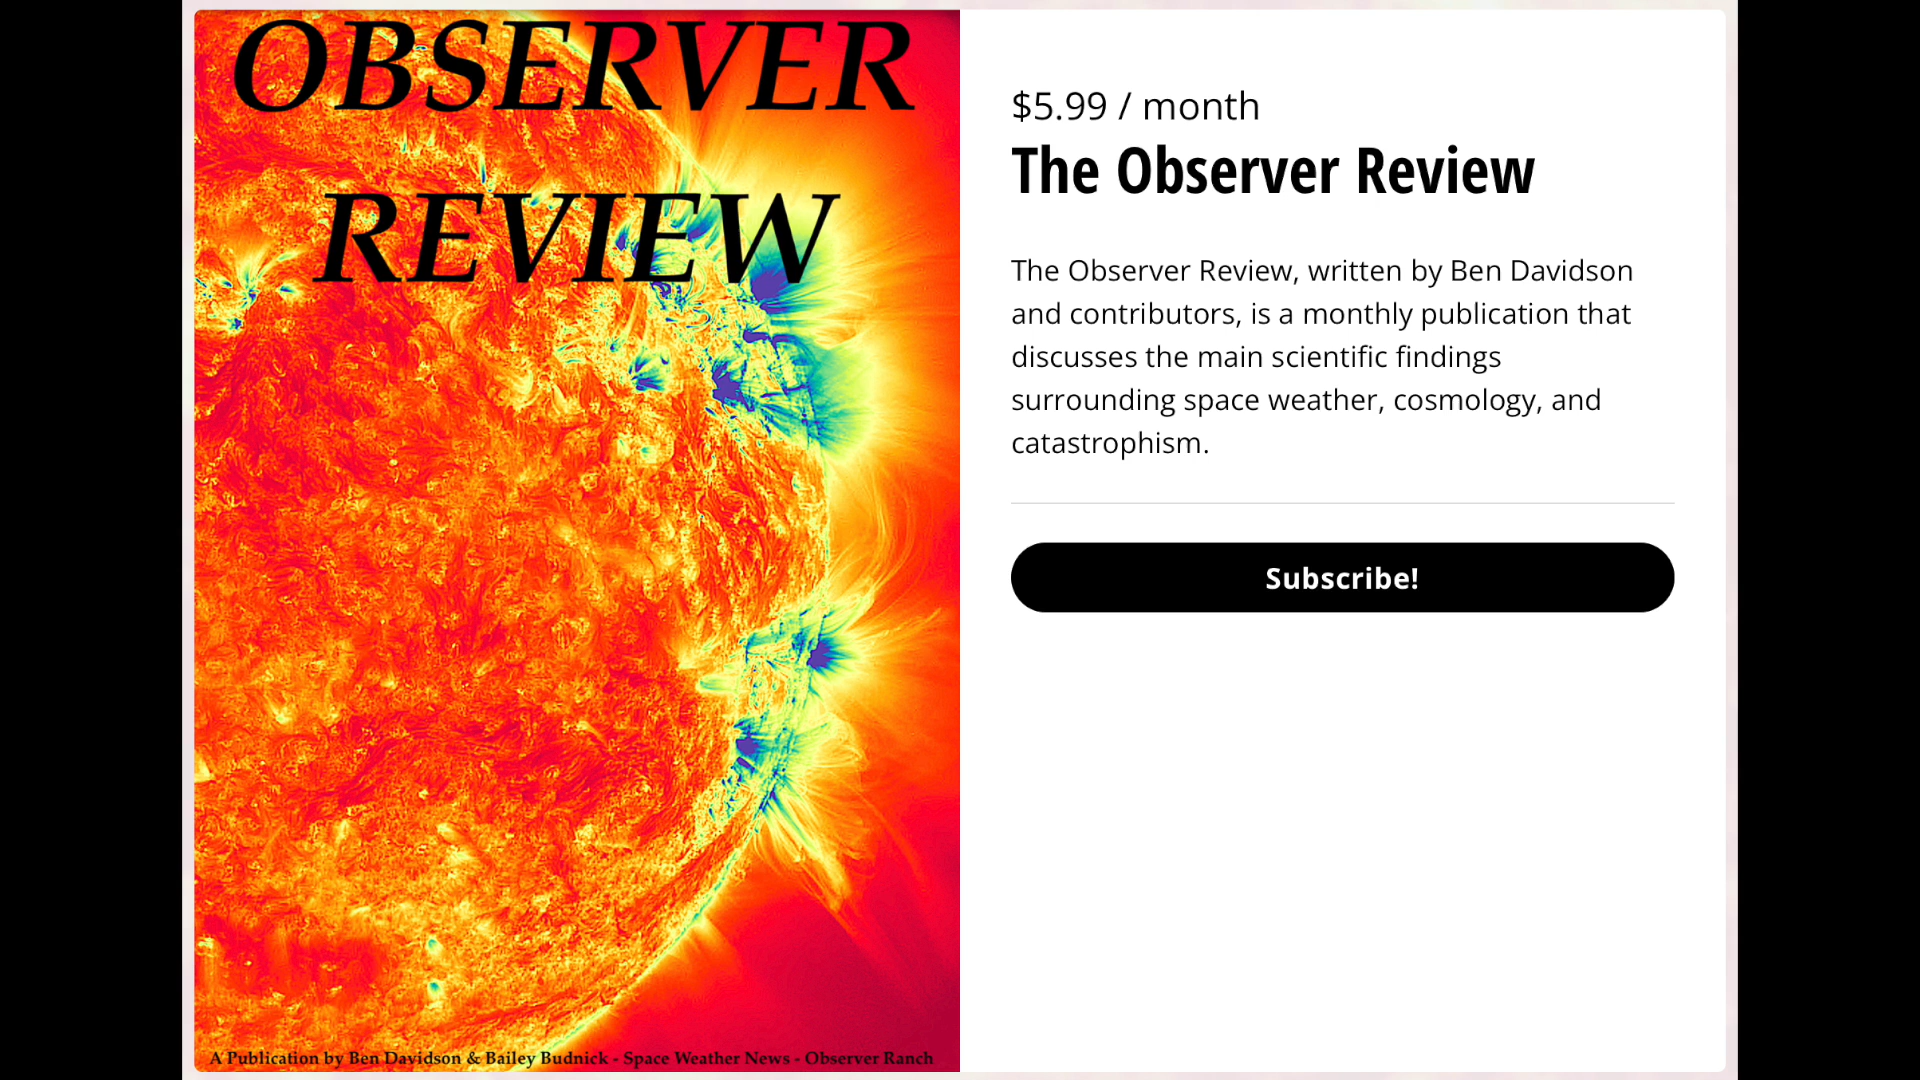 OBSERVER
REVIEW
A Publication by Ben Davidson & Bailey Budnick - Space Weather News - Observer Ranch
$5.99 / month
The Observer Review
The Observer Review, written by Ben Davidson
and contributors, is a monthly publication that
discusses the main scientific findings
surrounding space weather, cosmology, and
catastrophism.
Subscribe!